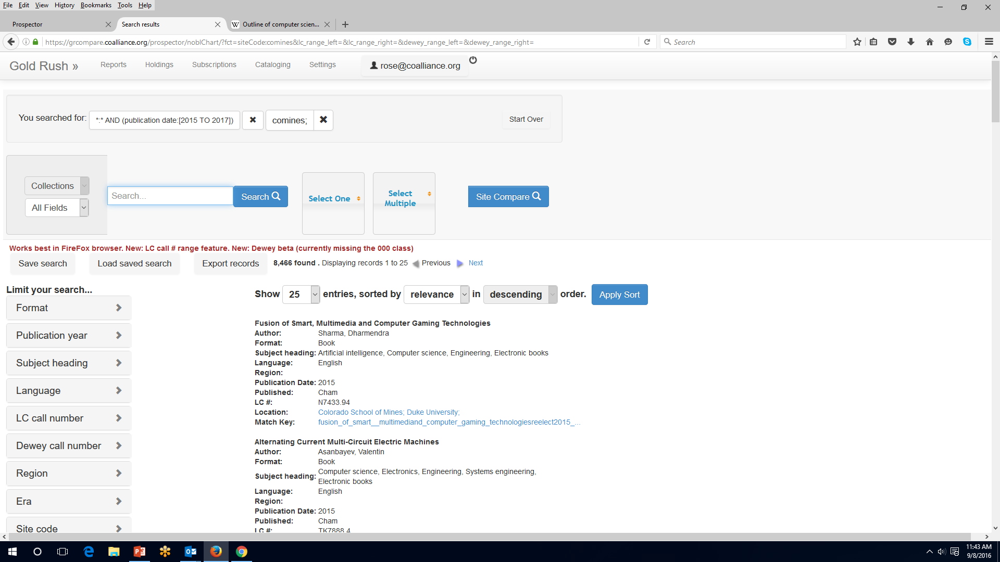 File Edit View History Bookmarks Tools Help
Prospector
Search results
W Outline of computer scien...
https://grcompare.coalliance.org/prospector/noblChart/?fct=siteCode:comines&lc_range_left=&lc_range_right=&dewey_range_left=&dewey_range_right=
Search
Gold Rush »
Reports Holdings Subscriptions Cataloging Settings
rose@coalliance.org
You searched for: *:* AND (publication date:[2015 TO 2017]) comines;
Start Over
Collections
All Fields
Search...
Search
Select One
Select
Multiple
Site Compare
Works best in FireFox browser. New: LC call # range feature. New: Dewey beta (currently missing the 000 class)
Save search Load saved search Export records 8,466 found . Displaying records 1 to 25 Previous Next
Limit your search...
Format
Publication year
Subject heading
Language
LC call number
Dewey call number
Region
Era
Site code
Show 25 entries, sorted by relevance in descending order. Apply Sort
Fusion of Smart, Multimedia and Computer Gaming Technologies
Author: Sharma, Dharmendra
Format: Book
Subject heading: Artificial intelligence, Computer science, Engineering, Electronic books
Language: English
Region:
Publication Date: 2015
Published: Cham
LC #: N7433.94
Location: Colorado School of Mines; Duke University;
Match Key: fusion_of_smart__multimediand_computer_gaming_technologiesreelect2015_...
Alternating Current Multi-Circuit Electric Machines
Author: Asanbayev, Valentin
Format: Book
Subject heading: Computer science, Electronics, Engineering, Systems engineering,
Electronic books
Language: English
Region:
Publication Date: 2015
Published: Cham
LC #: TK7888.4
11:43 AM
9/8/2016